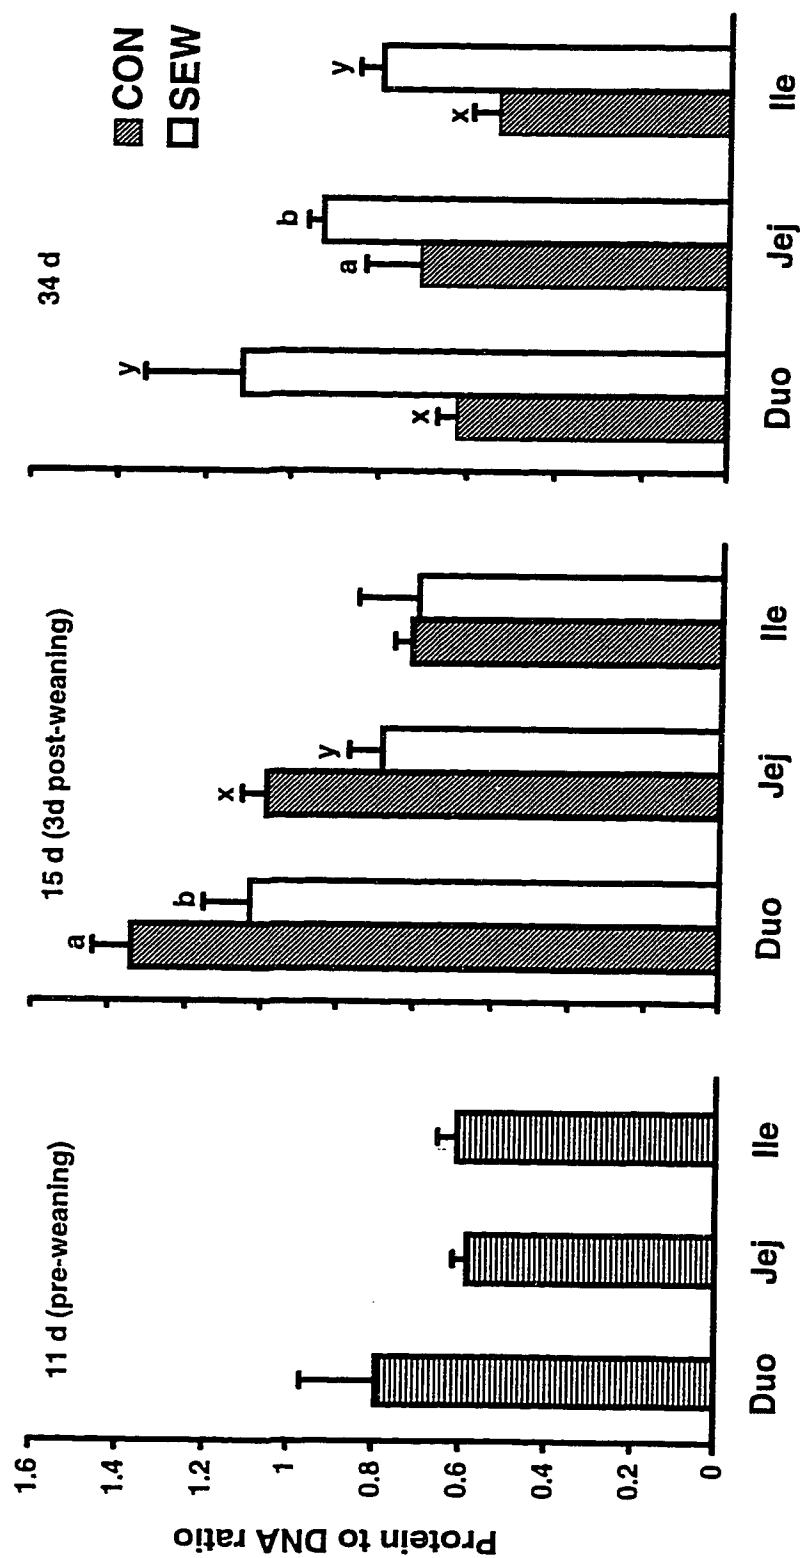 Protein to DNA ratio
1.6
1.4
1.2
1
0.8
0.6
0.4
0.2
0
11 d (pre-weaning)
Duo
Jej
Ile
15 d (3d post-weaning)
a
b
x
y
Duo
Jej
Ile
34 d
CON
SEW
x
y
a
b
x
y
Duo
Jej
Ile